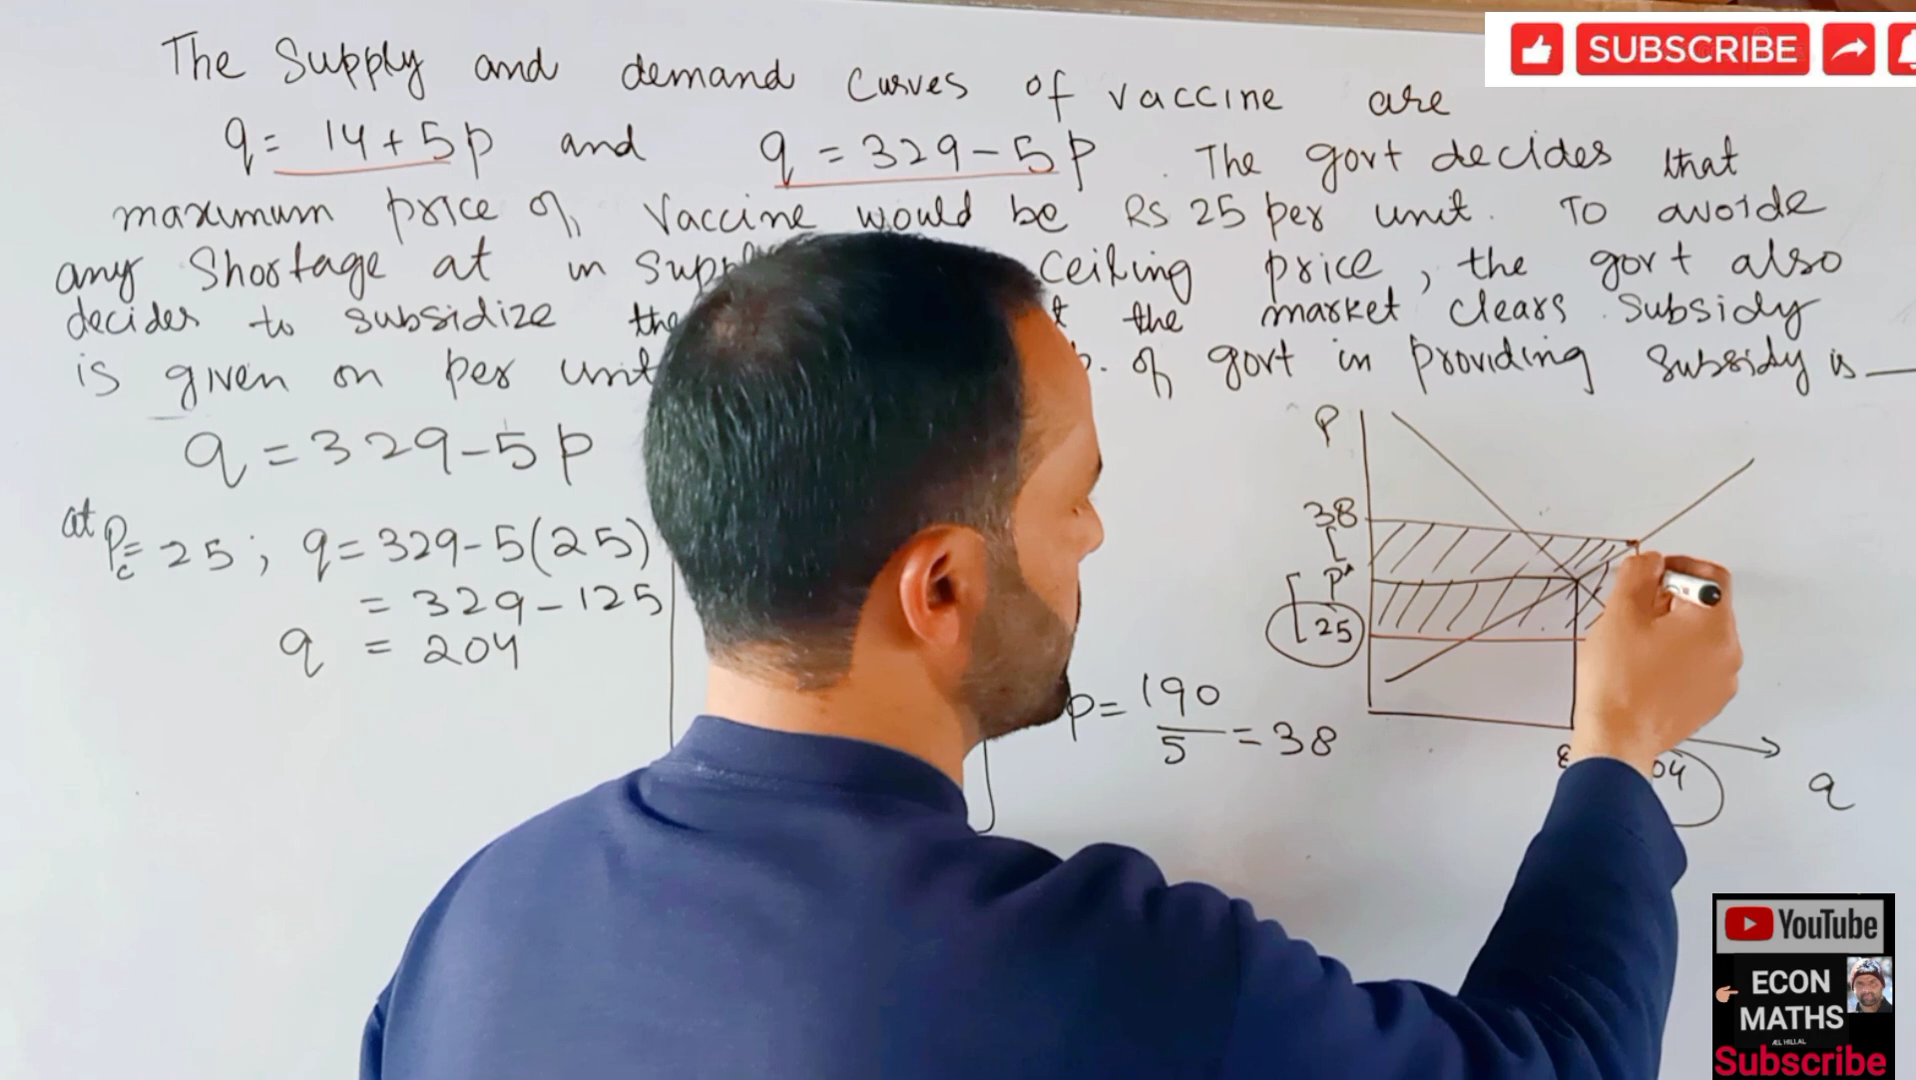 SUBSCRIBE
The Supply and demand Curves of vaccine are
q = 14 + 5p and q = 329 - 5p. The govt decides that
maximum price of Vaccine would be Rs 25 per unit. To avoide
any Shortage at in Ceiling price, the govt also
decides to subsidize the the market clears. Subsidy
is given on per unit of govt in providing subsidy is
q = 329 - 5p
at Pc = 25 ; q = 329 - 5(25)
= 329 - 125
q = 204
p = 190/5 = 38
P
38
P*
25
q
YouTube
ECON
MATHS
ÆL HILLAL
Subscribe